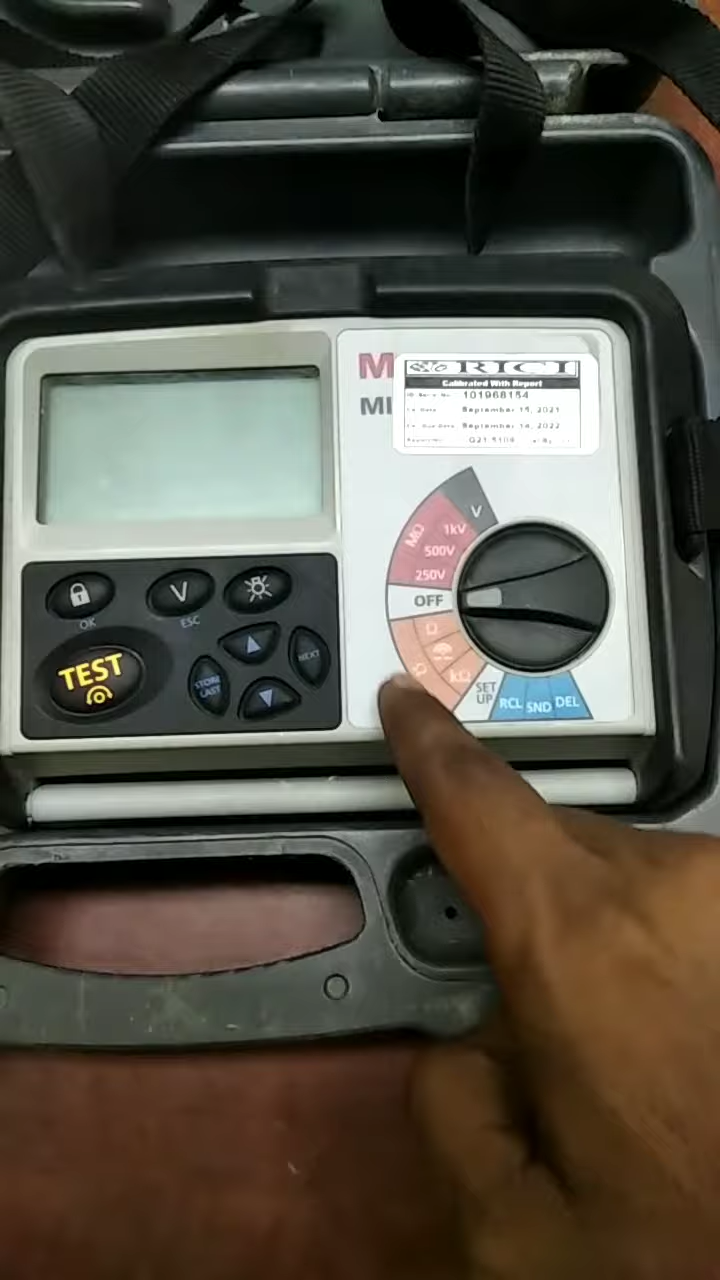 M
MI
RICI
Calibrated With Report
101968154
September 15, 2021
September 14, 2022
V
1kV
MΩ
500V
250V
OFF
Ω
kΩ
SET
UP
RCL SND DEL
OK
V
ESC
TEST
STORE
LAST
NEXT